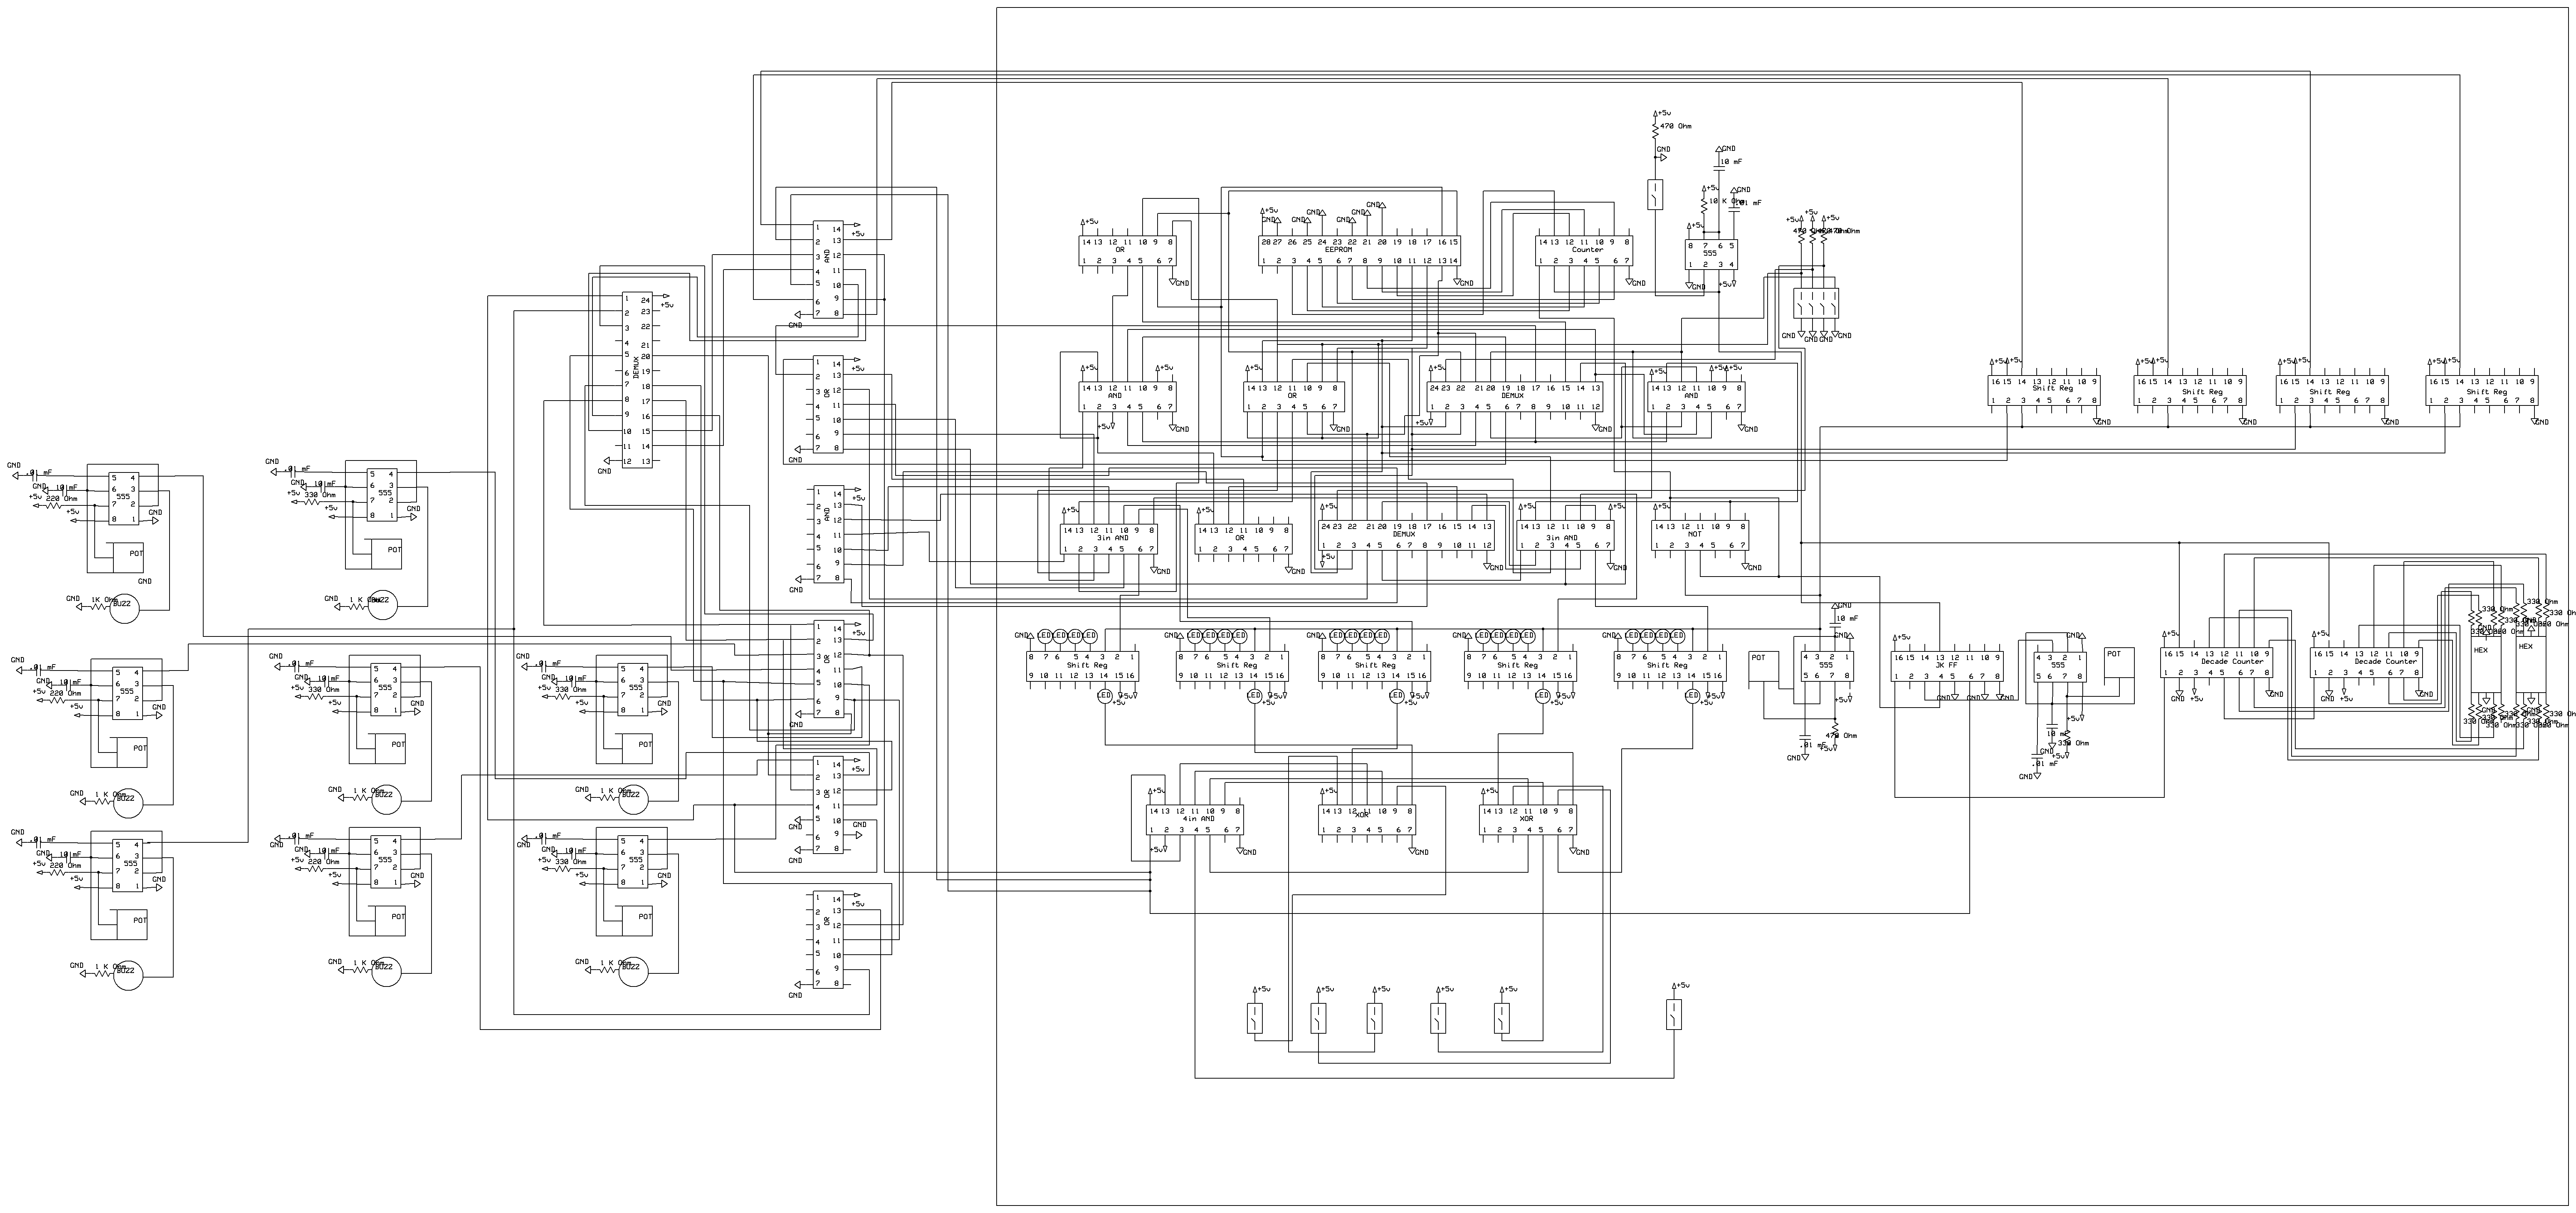 +5v
470 Ohm
GND
GND
10 mF
+5v
GND
10 K Ohm
.01 mF
8 7 6 5
555
1 2 3 4
GND
+5v
+5v
+5v
+5v
GND GND GND GND
1 14
2 13
3 12
4 11
5 10
6 9
7 8
AND
+5v
GND
+5v
14 13 12 11 10 9 8
OR
1 2 3 4 5 6 7
GND
+5v
GND
GND
GND
GND
GND
GND
28 27 26 25 24 23 22 21 20 19 18 17 16 15
EEPROM
1 2 3 4 5 6 7 8 9 10 11 12 13 14
GND
14 13 12 11 10 9 8
Counter
1 2 3 4 5 6 7
GND
1 24
2 23
3 22
4 21
5 20
6 19
7 18
8 17
9 16
10 15
11 14
12 13
DEMUX
+5v
GND
1 14
2 13
3 12
4 11
5 10
6 9
7 8
OR
+5v
GND
+5v
+5v
14 13 12 11 10 9 8
AND
1 2 3 4 5 6 7
+5v
GND
+5v
14 13 12 11 10 9 8
OR
1 2 3 4 5 6 7
GND
+5v
24 23 22 21 20 19 18 17 16 15 14 13
DEMUX
1 2 3 4 5 6 7 8 9 10 11 12
+5v
GND
+5v
+5v
+5v
14 13 12 11 10 9 8
AND
1 2 3 4 5 6 7
GND
+5v
+5v
16 15 14 13 12 11 10 9
Shift Reg
1 2 3 4 5 6 7 8
GND
+5v
+5v
16 15 14 13 12 11 10 9
Shift Reg
1 2 3 4 5 6 7 8
GND
+5v
+5v
16 15 14 13 12 11 10 9
Shift Reg
1 2 3 4 5 6 7 8
GND
+5v
+5v
16 15 14 13 12 11 10 9
Shift Reg
1 2 3 4 5 6 7 8
GND
1 14
2 13
3 12
4 11
5 10
6 9
7 8
AND
+5v
GND
+5v
14 13 12 11 10 9 8
3in AND
1 2 3 4 5 6 7
GND
+5v
14 13 12 11 10 9 8
OR
1 2 3 4 5 6 7
GND
+5v
24 23 22 21 20 19 18 17 16 15 14 13
DEMUX
1 2 3 4 5 6 7 8 9 10 11 12
+5v
GND
+5v
+5v
14 13 12 11 10 9 8
3in AND
1 2 3 4 5 6 7
GND
+5v
14 13 12 11 10 9 8
NOT
1 2 3 4 5 6 7
GND
GND
.01 mF
GND
10 mF
+5v
220 Ohm
+5v
5 4
6 3
7 2
8 1
555
GND
POT
GND
GND
1K Ohm
BUZZ
GND
.01 mF
GND
10 mF
+5v
330 Ohm
+5v
5 4
6 3
7 2
8 1
555
GND
POT
GND
BUZZ
GND
.01 mF
GND
10 mF
+5v
220 Ohm
+5v
5 4
6 3
7 2
8 1
555
GND
POT
GND
BUZZ
GND
.01 mF
GND
10 mF
+5v
330 Ohm
+5v
5 4
6 3
7 2
8 1
555
GND
POT
GND
BUZZ
GND
.01 mF
GND
10 mF
+5v
330 Ohm
+5v
5 4
6 3
7 2
8 1
555
GND
POT
GND
BUZZ
GND
.01 mF
GND
10 mF
+5v
220 Ohm
+5v
5 4
6 3
7 2
8 1
555
GND
POT
GND
BUZZ
GND
.01 mF
GND
10 mF
+5v
220 Ohm
+5v
5 4
6 3
7 2
8 1
555
GND
POT
GND
BUZZ
GND
.01 mF
GND
10 mF
+5v
330 Ohm
+5v
5 4
6 3
7 2
8 1
555
GND
POT
GND
BUZZ
1 14
2 13
3 12
4 11
5 10
6 9
7 8
OR
+5v
GND
1 14
2 13
3 12
4 11
5 10
6 9
7 8
OR
+5v
GND
GND
GND
1 14
2 13
3 12
4 11
5 10
6 9
7 8
OR
+5v
GND
GND LED LED LED LED
8 7 6 5 4 3 2 1
Shift Reg
9 10 11 12 13 14 15 16
LED +5v +5v
GND LED LED LED LED
8 7 6 5 4 3 2 1
Shift Reg
9 10 11 12 13 14 15 16
LED +5v +5v
GND LED LED LED LED
8 7 6 5 4 3 2 1
Shift Reg
9 10 11 12 13 14 15 16
LED +5v +5v
GND LED LED LED LED
8 7 6 5 4 3 2 1
Shift Reg
9 10 11 12 13 14 15 16
LED +5v +5v
GND LED LED LED LED
8 7 6 5 4 3 2 1
Shift Reg
9 10 11 12 13 14 15 16
LED +5v +5v
GND
10 mF
GND
POT
4 3 2 1
555
5 6 7 8
+5v
470 Ohm
.01 mF
+5v
GND
+5v
16 15 14 13 12 11 10 9
JK FF
1 2 3 4 5 6 7 8
GND
GND
GND
GND
4 3 2 1
555
5 6 7 8
POT
+5v
10 mF
330 Ohm
GND
+5v
.01 mF
GND
+5v
16 15 14 13 12 11 10 9
Decade Counter
1 2 3 4 5 6 7 8
GND
+5v
GND
+5v
16 15 14 13 12 11 10 9
Decade Counter
1 2 3 4 5 6 7 8
GND
+5v
GND
330 Ohm
330 Ohm
330 Ohm
GND
GND
HEX
HEX
GND
GND
330 Ohm
330 Ohm
+5v
14 13 12 11 10 9 8
4in AND
1 2 3 4 5 6 7
+5v
GND
+5v
14 13 12 11 10 9 8
XOR
1 2 3 4 5 6 7
GND
+5v
14 13 12 11 10 9 8
XOR
1 2 3 4 5 6 7
GND
+5v
+5v
+5v
+5v
+5v
+5v